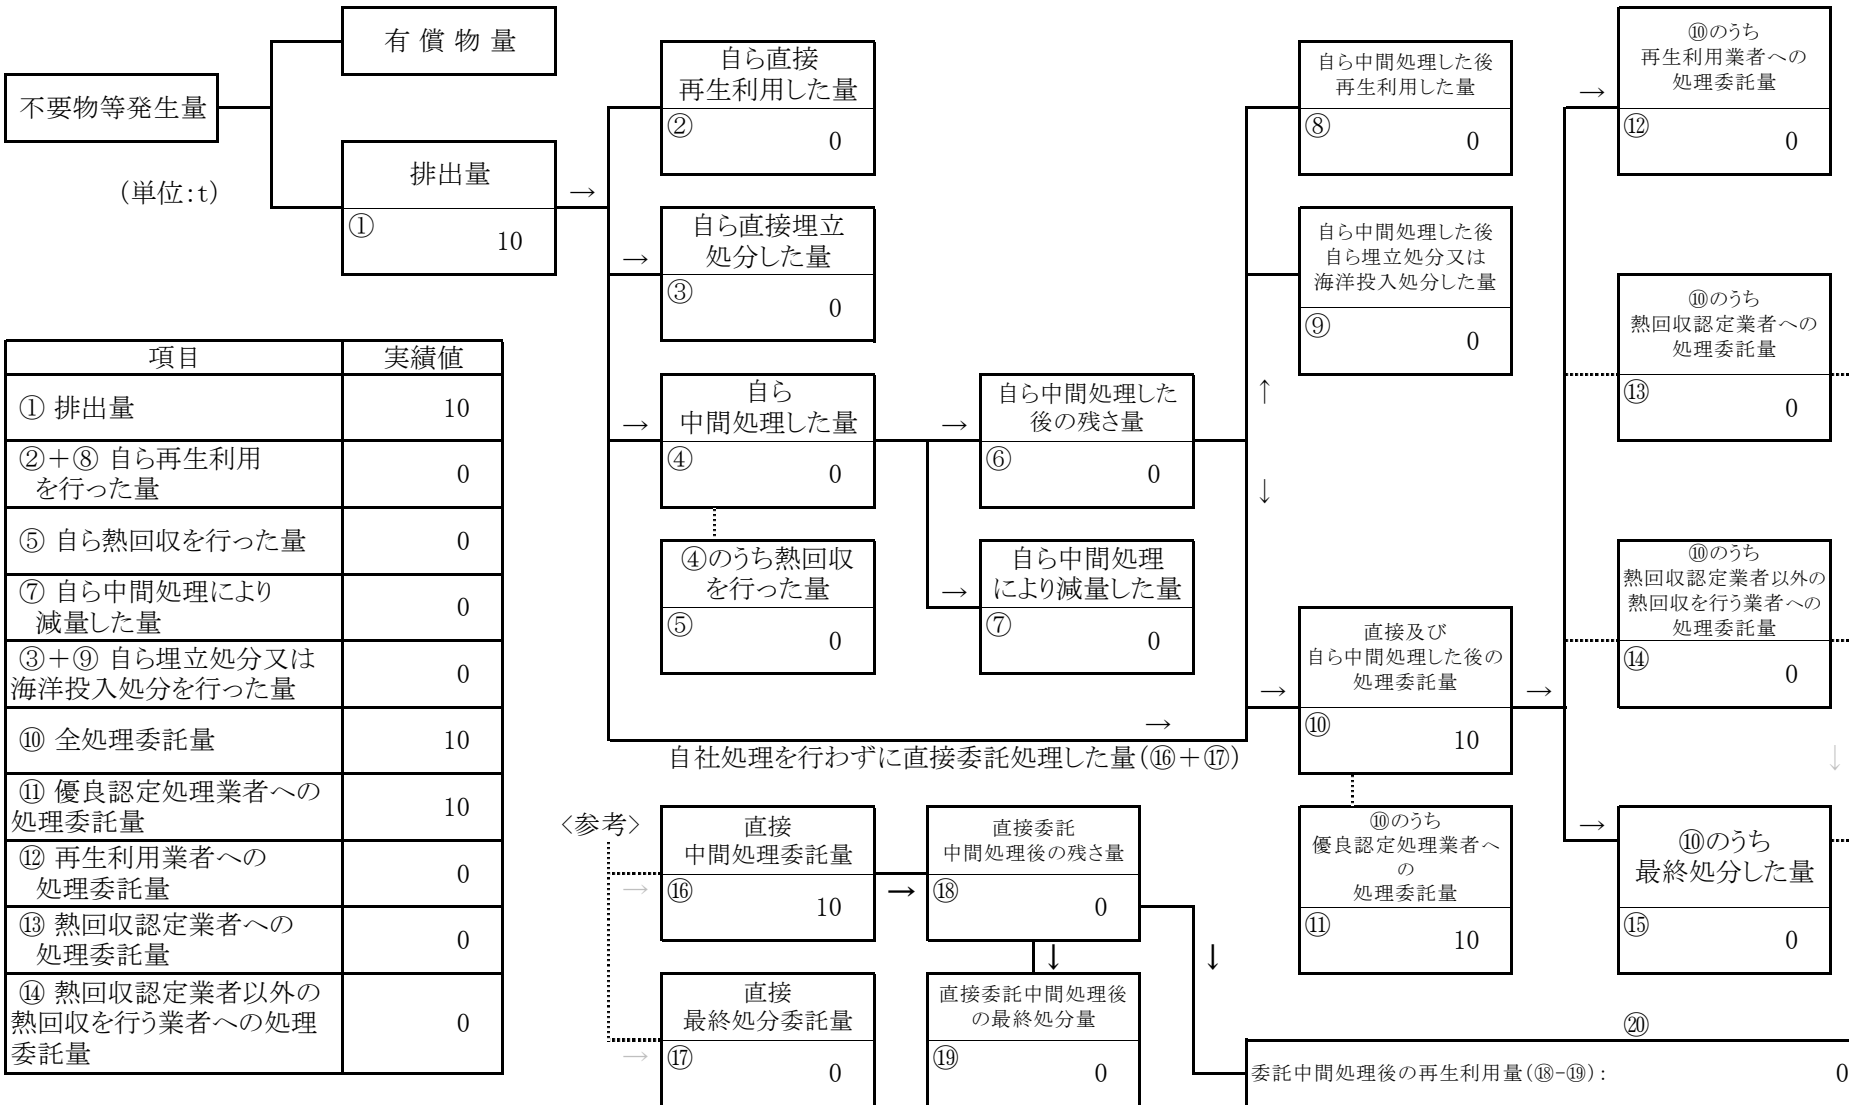 有 償 物 量
不要物等発生量
(単位:t)
排出量
→
①
10
自ら直接
再生利用した量
②
0
→
自ら直接埋立
処分した量
③
0
→
自ら
中間処理した量
④
0
④のうち熱回収
を行った量
⑤
0
→
自ら中間処理した
後の残さ量
⑥
0
→
自ら中間処理
により減量した量
⑦
0
自ら中間処理した後
再生利用した量
⑧
0
自ら中間処理した後
自ら埋立処分又は
海洋投入処分した量
⑨
0
↑
↓
→
自社処理を行わずに直接委託処理した量(⑯+⑰)
→
直接及び
自ら中間処理した後の
処理委託量
⑩
10
⑩のうち
優良認定処理業者へ
の
処理委託量
⑪
10
→
→
⑩のうち
再生利用業者への
処理委託量
⑫
0
⑩のうち
熱回収認定業者への
処理委託量
⑬
0
⑩のうち
熱回収認定業者以外の
熱回収を行う業者への
処理委託量
⑭
0
↓
→
⑩のうち
最終処分した量
⑮
0
項目 実績値
① 排出量 10
②+⑧ 自ら再生利用
を行った量 0
⑤ 自ら熱回収を行った量 0
⑦ 自ら中間処理により
減量した量 0
③+⑨ 自ら埋立処分又は
海洋投入処分を行った量 0
⑩ 全処理委託量 10
⑪ 優良認定処理業者への
処理委託量 10
⑫ 再生利用業者への
処理委託量 0
⑬ 熱回収認定業者への
処理委託量 0
⑭ 熱回収認定業者以外の
熱回収を行う業者への処理
委託量 0
〈参考〉
→
直接
中間処理委託量
⑯
10
→
直接委託
中間処理後の残さ量
⑱
0
↓
↓
→
直接
最終処分委託量
⑰
0
直接委託中間処理後
の最終処分量
⑲
0
⑳
委託中間処理後の再生利用量(⑱-⑲): 0